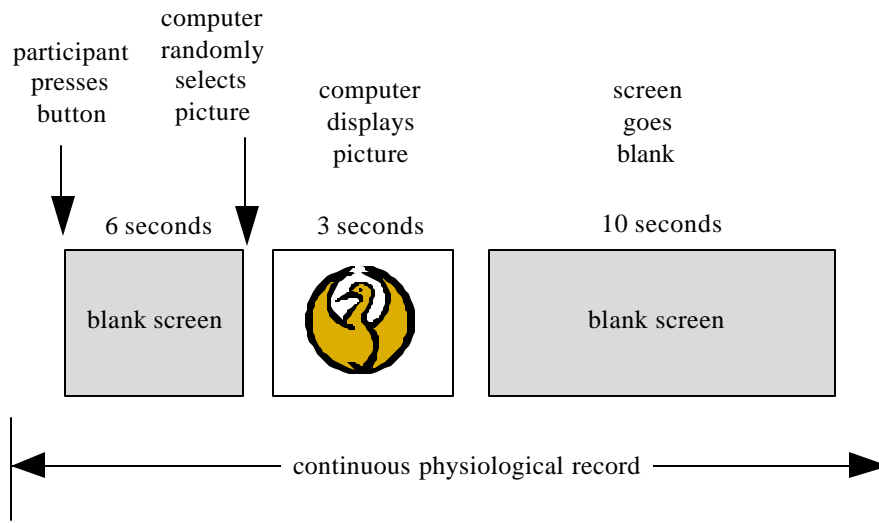 participant
presses
button
computer
randomly
selects
picture
computer
displays
picture
screen
goes
blank
6 seconds
3 seconds
10 seconds
blank screen
blank screen
continuous physiological record